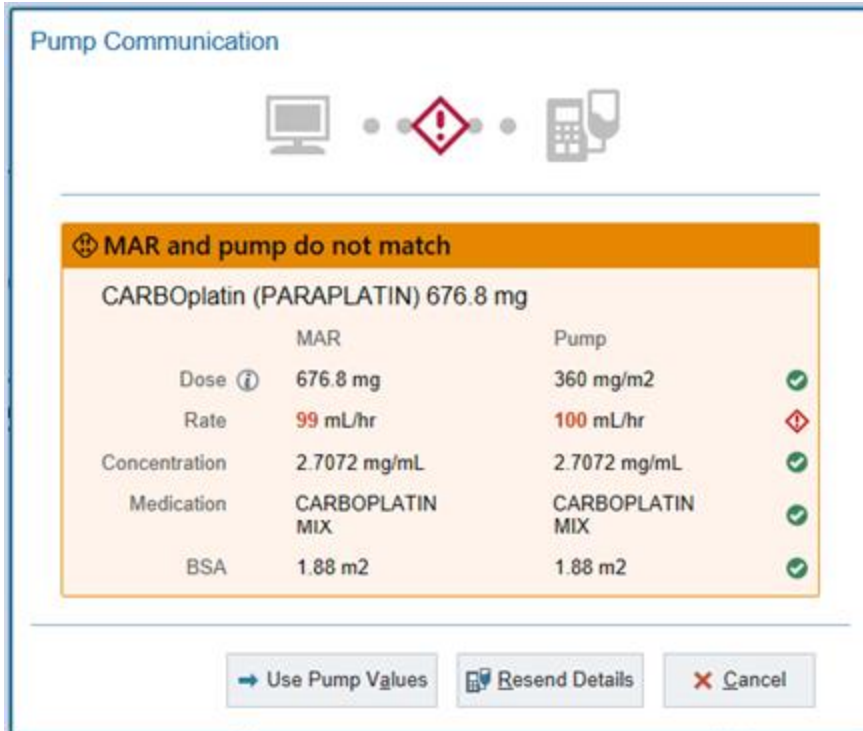 Pump Communication
MAR and pump do not match
CARBOplatin (PARAPLATIN) 676.8 mg
MAR Pump
Dose 676.8 mg 360 mg/m2
Rate 99 mL/hr 100 mL/hr
Concentration 2.7072 mg/mL 2.7072 mg/mL
Medication CARBOPLATIN CARBOPLATIN
MIX MIX
BSA 1.88 m2 1.88 m2
Use Pump Values Resend Details Cancel